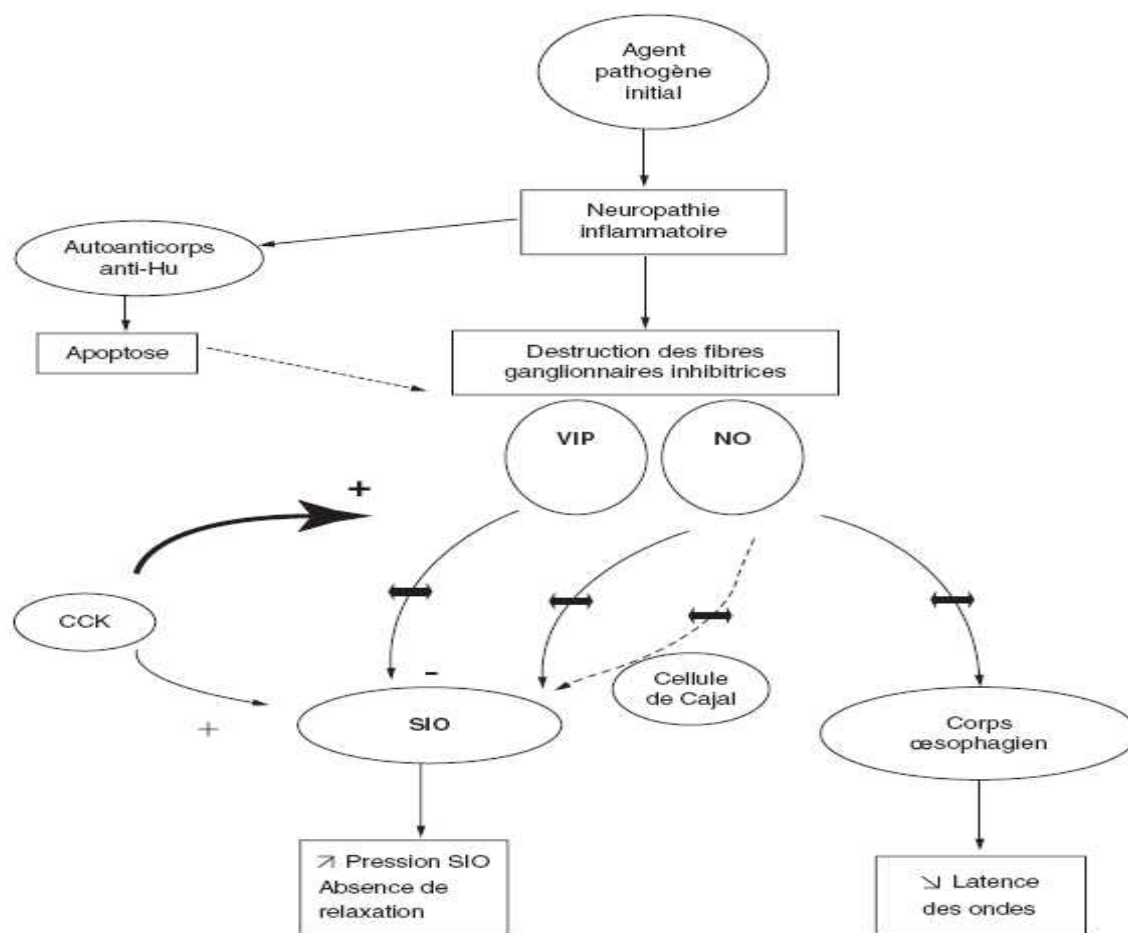 Agent
pathogène
initial
Neuropathie
inflammatoire
Autoanticorps
anti-Hu
Apoptose
Destruction des fibres
ganglionnaires inhibitrices
VIP
NO
+
CCK
-
+
SIO
Cellule
de Cajal
Corps
œsophagien
↗ Pression SIO
Absence de
relaxation
↘ Latence
des ondes